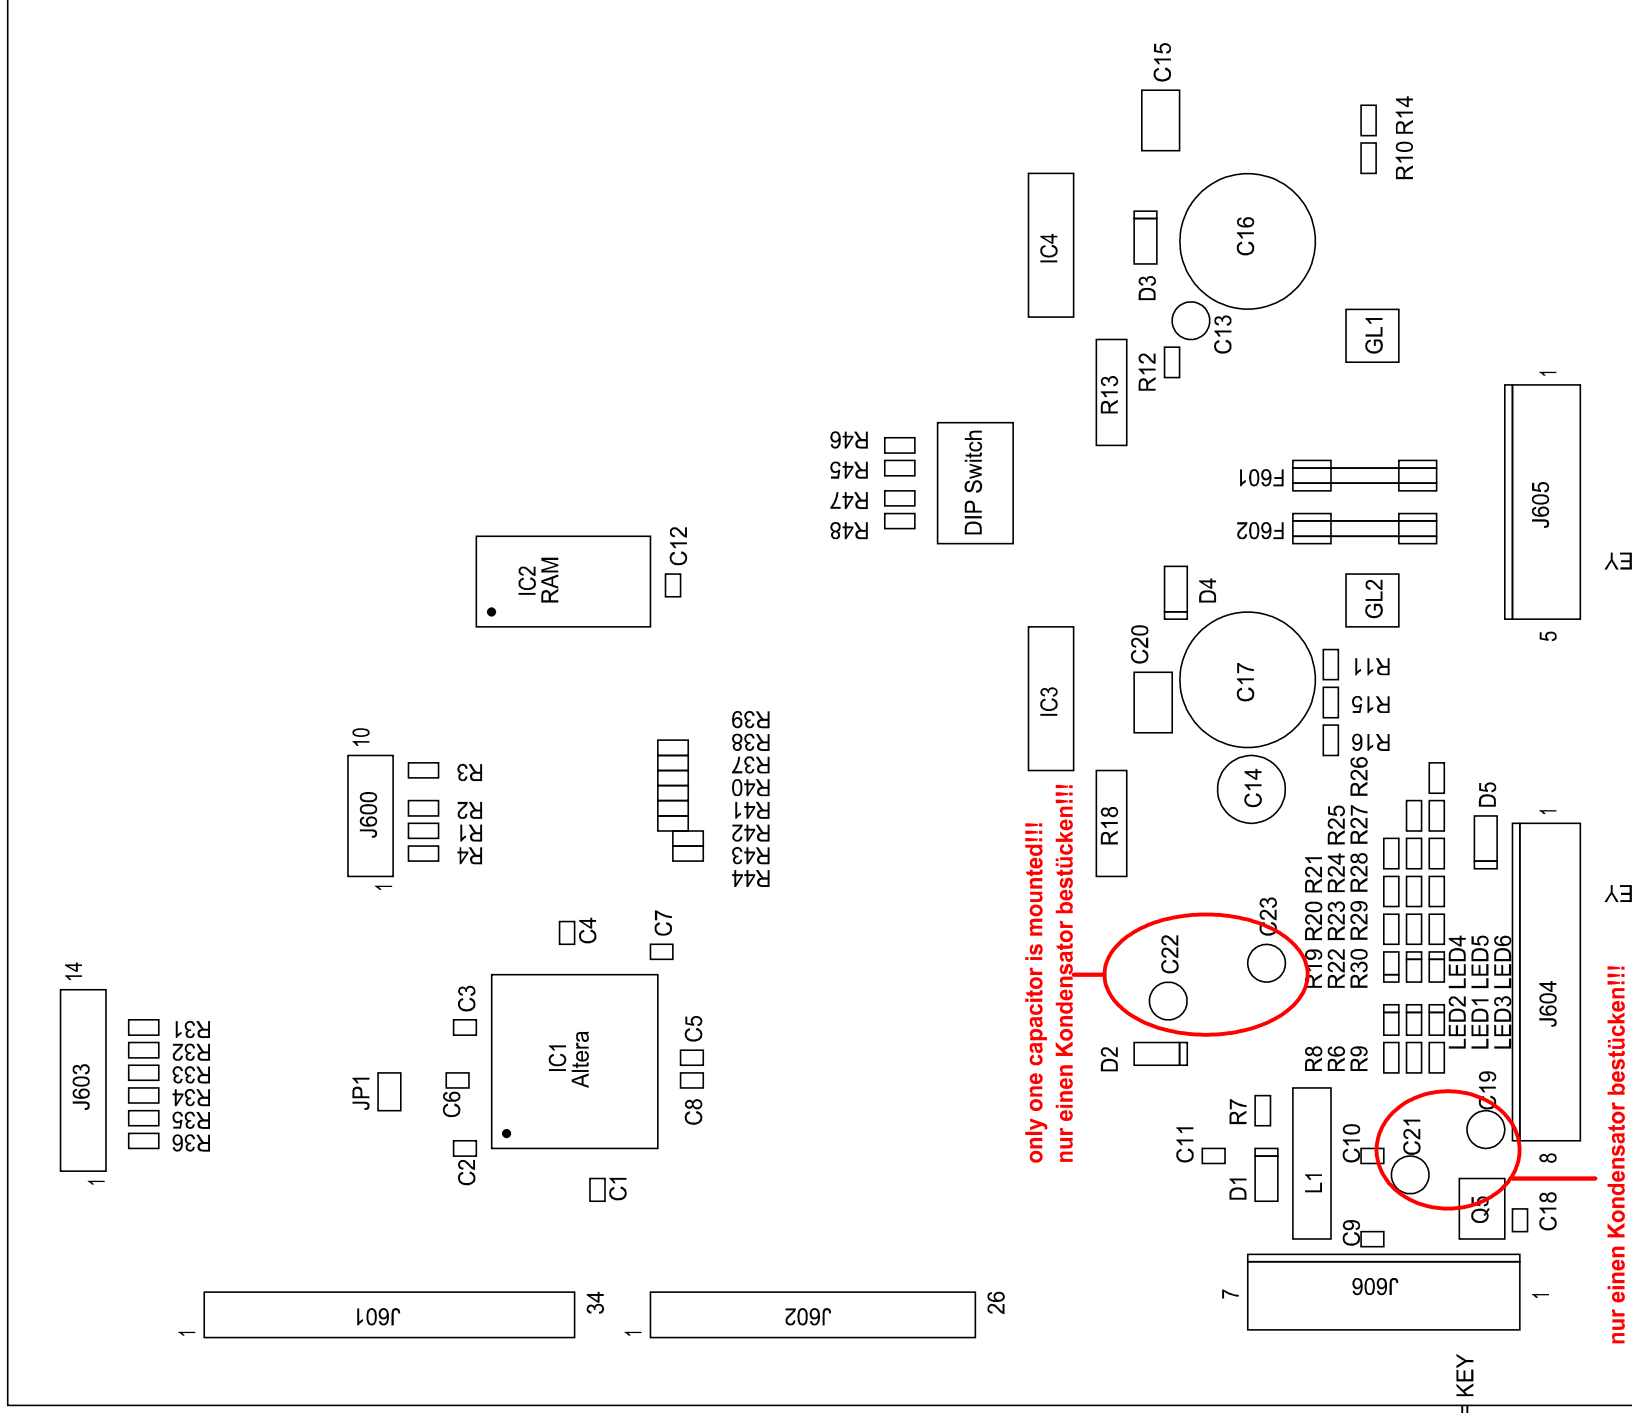 C15
R10 R14
IC4
C16
D3
C13
R12
R13
GL1
1
R46
R45
R47
R48
DIP Switch
F601
F602
J605
EY
5
IC2
RAM
C12
D4
GL2
C20
IC3
C17
R11
R15
R16
R39
R38
R37
R40
R41
R42
R43
R44
10
J600
1
R3
R2
R1
R4
C14
R18
R26
R25
R27
R21
R24
R28
R20
R23
R29
R19
R22
R30
D5
1
EY
only one capacitor is mounted!!!
nur einen Kondensator bestücken!!!
C4
C7
C22
C23
LED2 LED4
LED1 LED5
LED3 LED6
J604
8
14
J603
1
R31
R32
R33
R34
R35
R36
JP1
C3
C6
C2
IC1
Altera
C5
C8
C1
D2
R8
R6
R9
R7
C11
D1
L1
C10
C9
C21
C19
Q5
C18
nur einen Kondensator bestücken!!!
1
J601
34
1
J602
26
7
J606
1
KEY